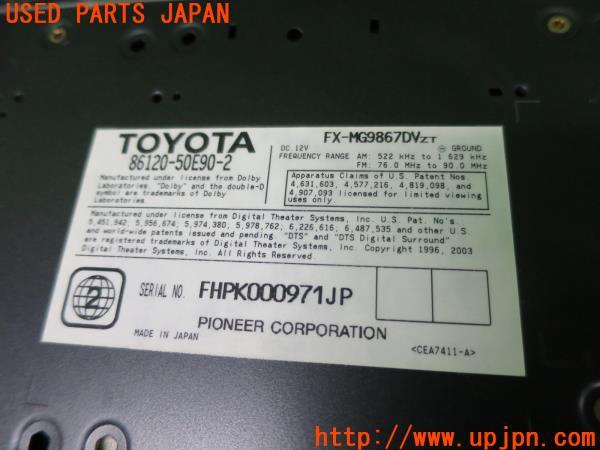 USED PARTS JAPAN
TOYOTA
86120-50E90-2
FX-MG9867DVZT
DC 12V ⊖ GROUND
FREQUENCY RANGE AM: 522 kHz to 1 629 kHz
FM: 76.0 MHz to 90.0 MHz
Manufactured under license from Dolby
Laboratories. "Dolby" and the double-D
symbol are trademarks of Dolby
Laboratories.
Apparatus Claims of U.S. Patent Nos.
4,631,603, 4,577,216, 4,819,098, and
4,907,093 licensed for limited viewing
uses only.
Manufactured under license from Digital Theater Systems, Inc. U.S. Pat. No's.
5,451,942, 5,956,674, 5,974,380, 5,978,762, 6,226,616, 6,487,535 and other U.S.
and world-wide patents issued and pending. "DTS" and "DTS Digital Surround"
are registered trademarks of Digital Theater Systems, Inc. Copyright 1996, 2003
Digital Theater Systems, Inc. All Rights Reserved.
2
SERIAL NO. FHPK000971JP
PIONEER CORPORATION
MADE IN JAPAN
<CEA7411-A>
UPJ http://www.upjpn.com/